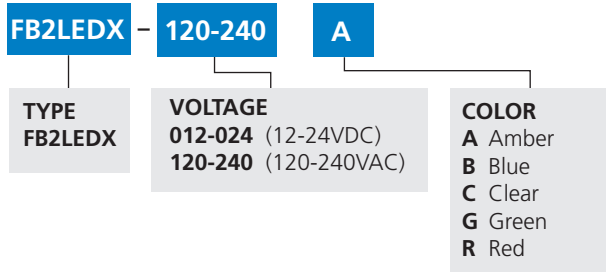 FB2LEDX – 120-240 A
TYPE
FB2LEDX
VOLTAGE
012-024 (12-24VDC)
120-240 (120-240VAC)
COLOR
A Amber
B Blue
C Clear
G Green
R Red